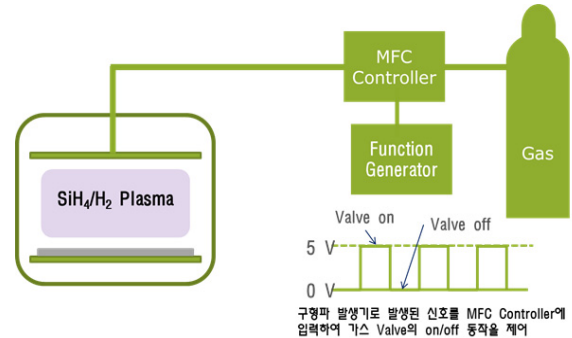 MFC
Controller
Function
Generator
Gas
SiH₄/H₂ Plasma
Valve on
Valve off
5 V
0 V
구형파 발생기로 발생된 신호를 MFC Controller에
입력하여 가스 Valve의 on/off 동작을 제어